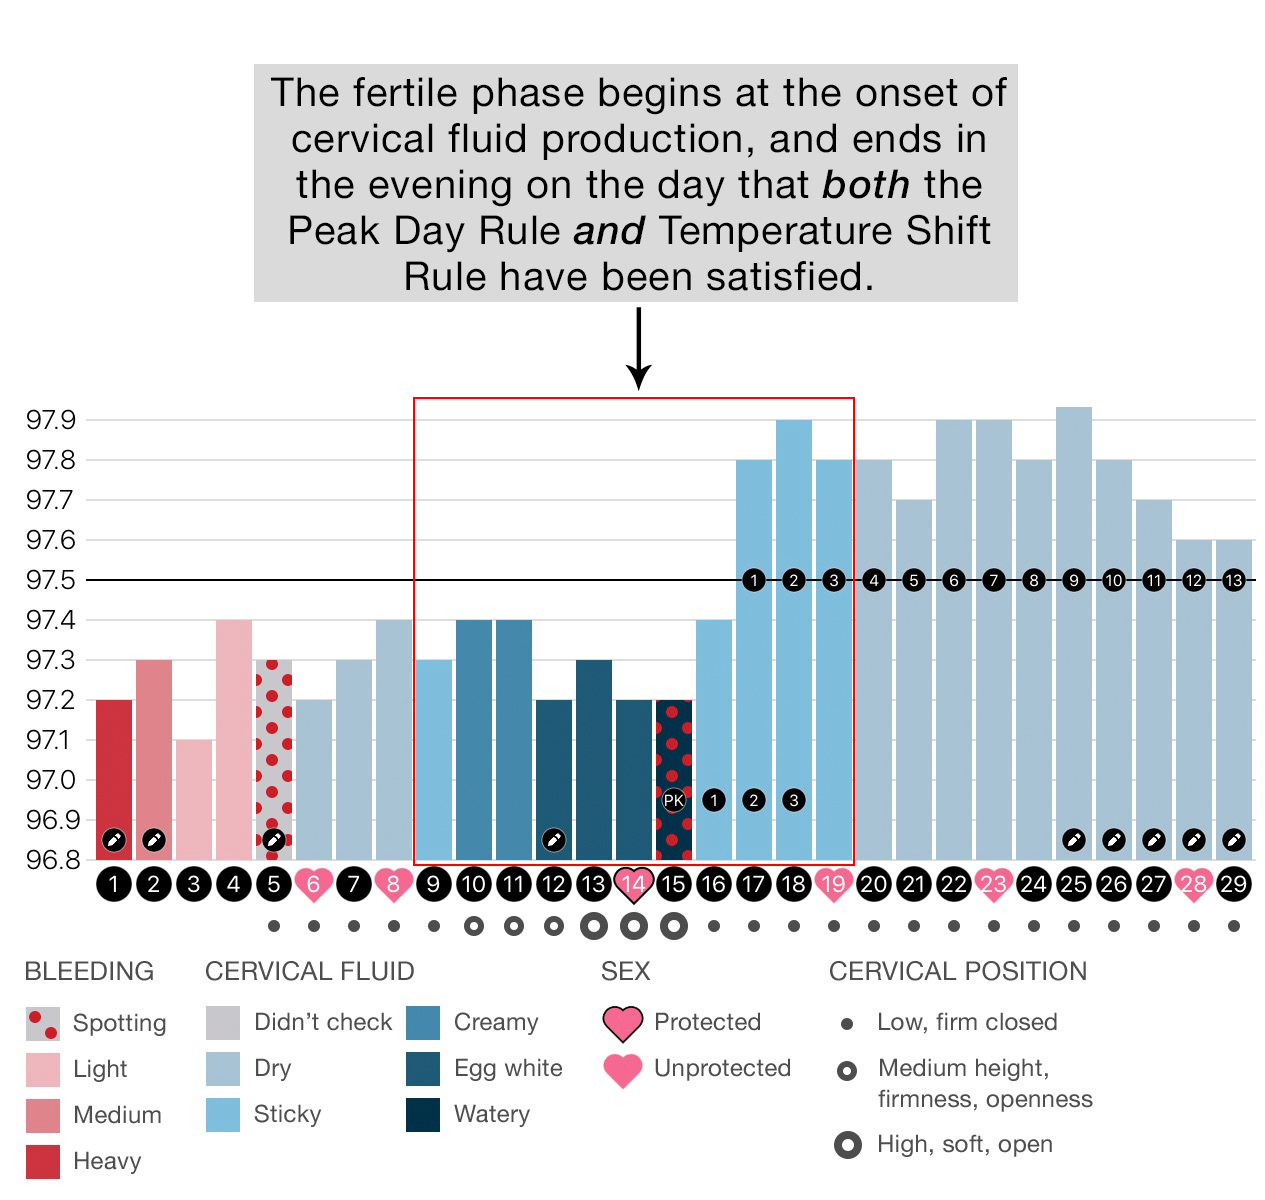 The fertile phase begins at the onset of
cervical fluid production, and ends in
the evening on the day that both the
Peak Day Rule and Temperature Shift
Rule have been satisfied.
97.9
97.8
97.7
97.6
97.5 1 2 3 4 5 6 7 8 9 10 11 12 13
97.4
97.3
97.2
97.1
97.0
PK 1 2 3
96.9
96.8
1 2 3 4 5 6 7 8 9 10 11 12 13 14 15 16 17 18 19 20 21 22 23 24 25 26 27 28 29
BLEEDING CERVICAL FLUID SEX CERVICAL POSITION
Spotting Didn't check Creamy Protected Low, firm closed
Light Dry Egg white Unprotected Medium height,
firmness, openness
Medium Sticky Watery
High, soft, open
Heavy